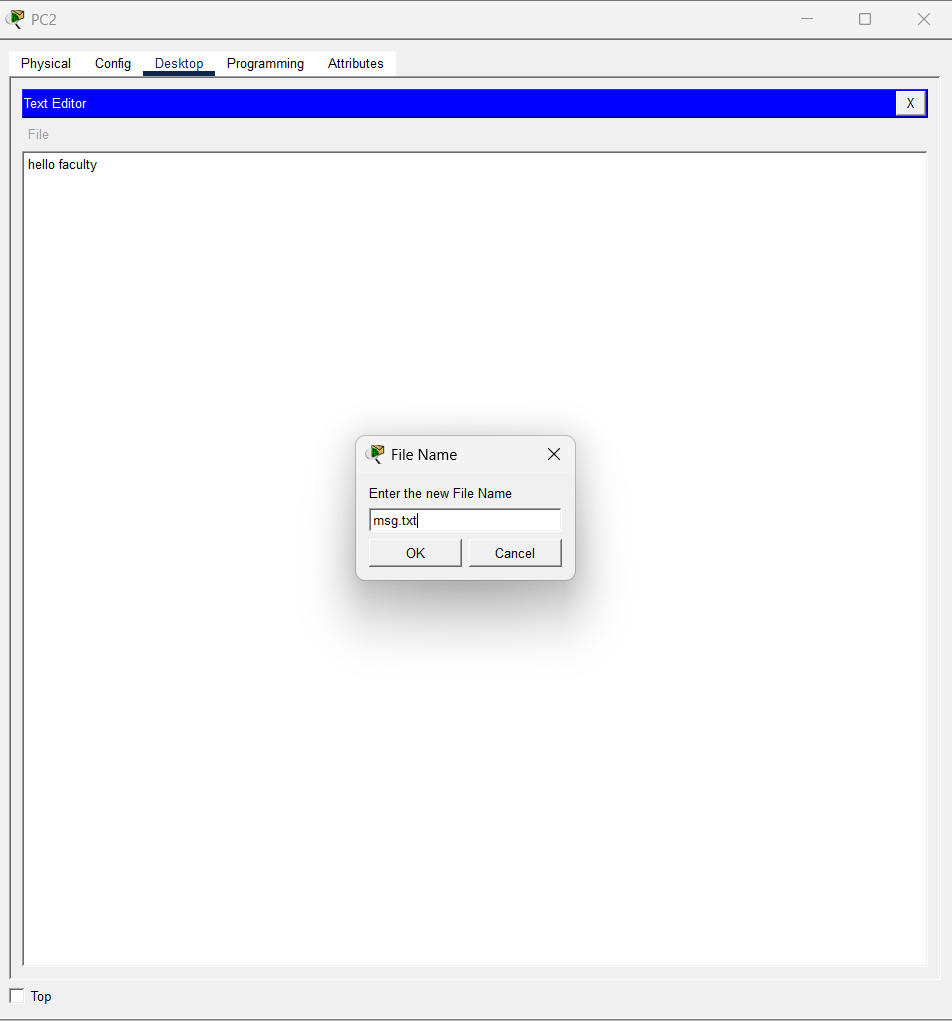 PC2
Physical Config Desktop Programming Attributes
Text Editor X
File
hello faculty
File Name
Enter the new File Name
msg.txt
OK Cancel
Top